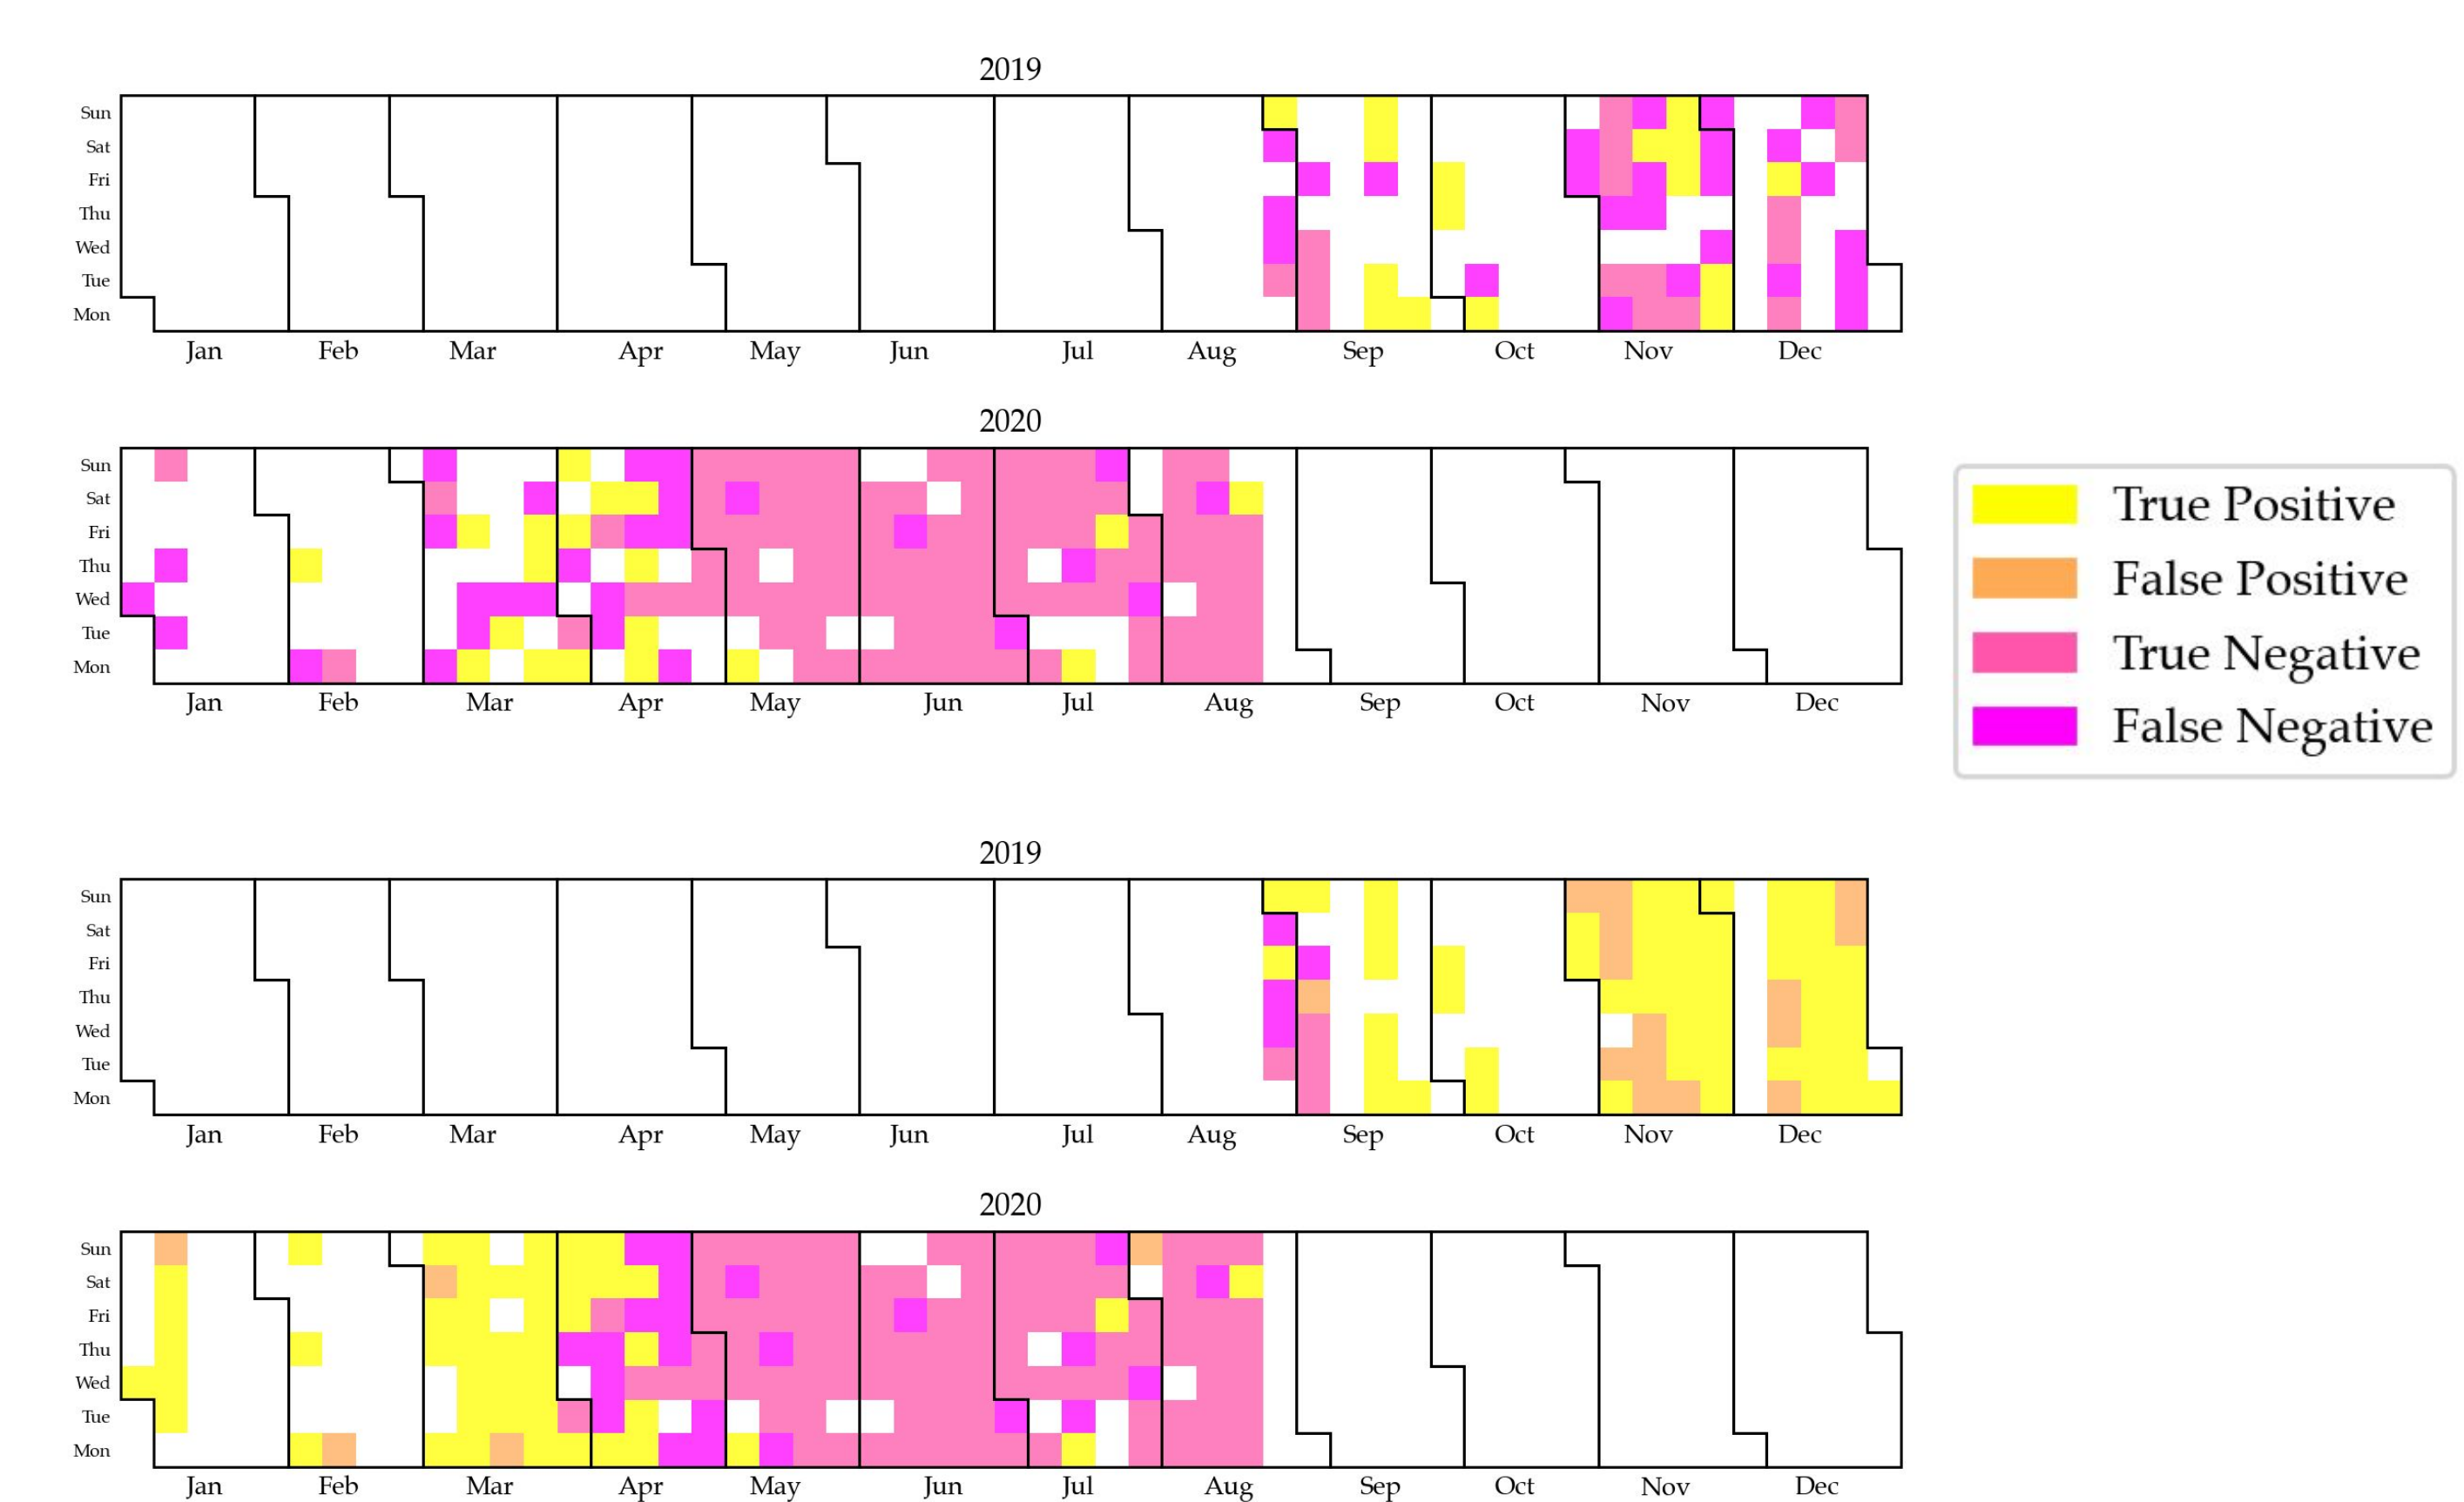 2019
Sun
Sat
Fri
Thu
Wed
Tue
Mon
Jan Feb Mar Apr May Jun Jul Aug Sep Oct Nov Dec
2020
Sun
Sat
Fri
Thu
Wed
Tue
Mon
Jan Feb Mar Apr May Jun Jul Aug Sep Oct Nov Dec
True Positive
False Positive
True Negative
False Negative
2019
Sun
Sat
Fri
Thu
Wed
Tue
Mon
Jan Feb Mar Apr May Jun Jul Aug Sep Oct Nov Dec
2020
Sun
Sat
Fri
Thu
Wed
Tue
Mon
Jan Feb Mar Apr May Jun Jul Aug Sep Oct Nov Dec